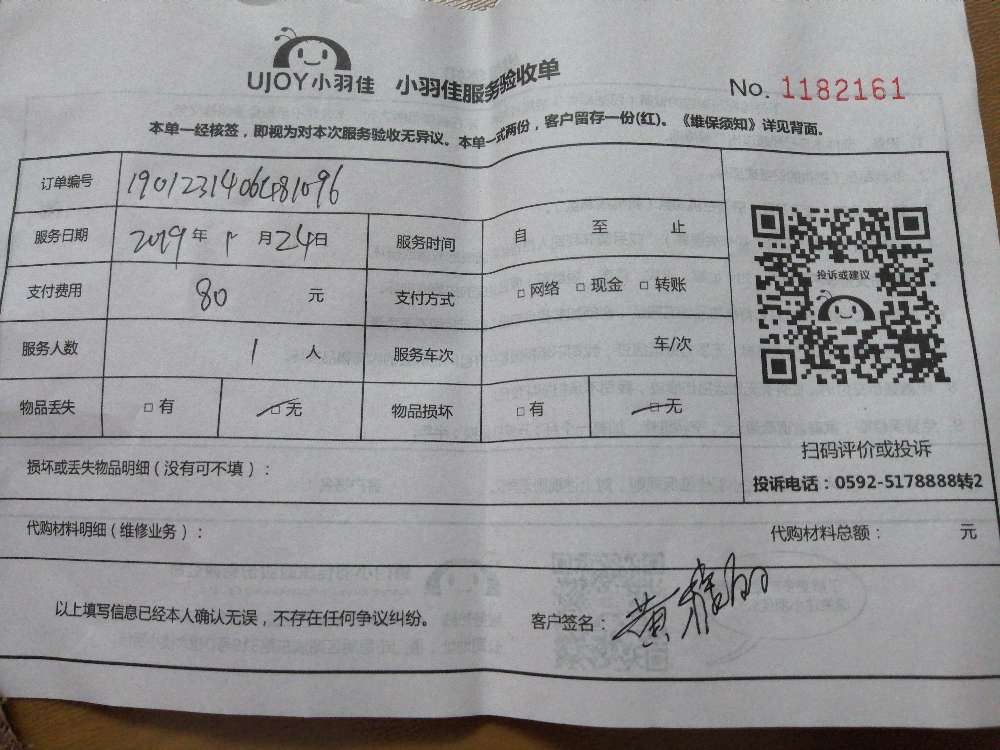 UJOY小羽佳 小羽佳服务验收单
No. 1182161
本单一经核签，即视为对本次服务验收无异议。本单一式两份，客户留存一份(红)。《维保须知》详见背面。
订单编号
服务日期 2019年1月24日 服务时间 自 至 止
支付费用 80 元 支付方式 □网络 □现金 □转账
投诉或建议
服务人数 1 人 服务车次 车/次
物品丢失 □有 □无 物品损坏 □有 □无
扫码评价或投诉
投诉电话：0592-5178888转2
损坏或丢失物品明细（没有可不填）：
代购材料明细（维修业务）： 代购材料总额： 元
以上填写信息已经本人确认无误，不存在任何争议纠纷。 客户签名：黄